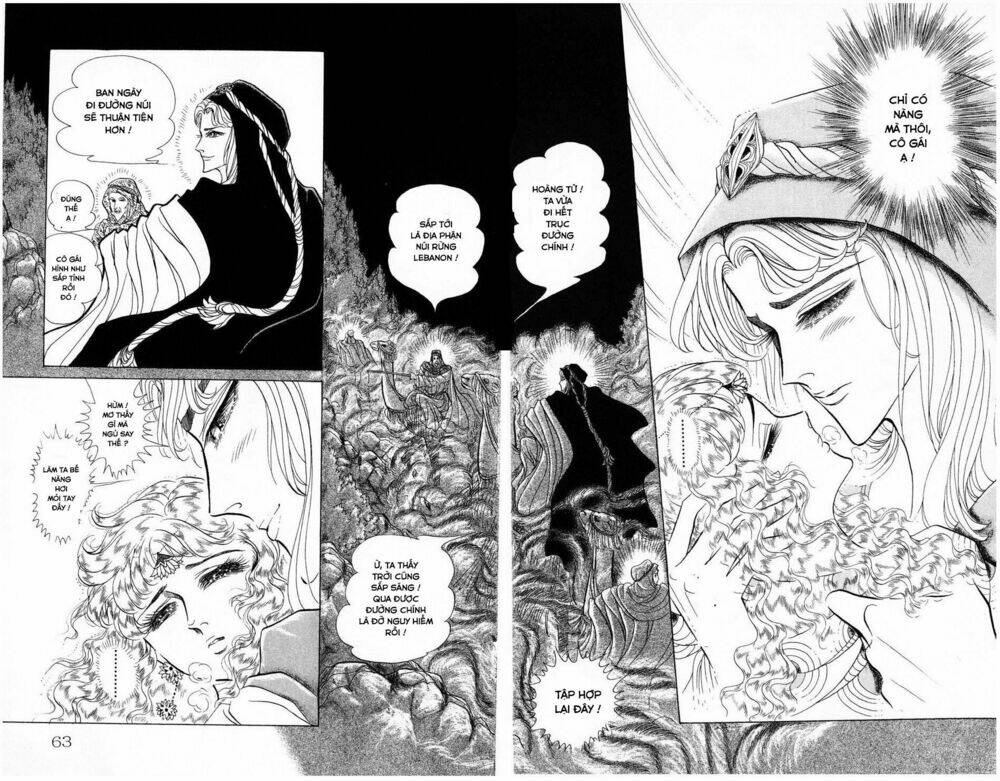 CHỈ CÓ
NÀNG
MÀ THÔI,
CÔ GÁI
Ạ !
HOÀNG TỬ !
TA VỪA
ĐI HẾT
TRỤC
ĐƯỜNG
CHÍNH !
TẬP HỢP
LẠI ĐÂY !
SẮP TỚI
LÀ ĐỊA PHẬN
NÚI RỪNG
LEBANON !
Ừ, TA THẤY
TRỜI CŨNG
SẮP SÁNG !
QUA ĐƯỢC
ĐƯỜNG CHÍNH
LÀ ĐỠ NGUY HIỂM
RỒI !
BAN NGÀY
ĐI ĐƯỜNG NÚI
SẼ THUẬN TIỆN
HƠN !
ĐÚNG
THẾ
Ạ !
CÔ GÁI
HÌNH NHƯ
SẮP TỈNH
RỒI
ĐÓ !
HỪM !
MƠ THẤY
GÌ MÀ
NGỦ SAY
THẾ ?
LÀM TA BẾ
NÀNG
HƠI
MỎI TAY
ĐÂY !
63